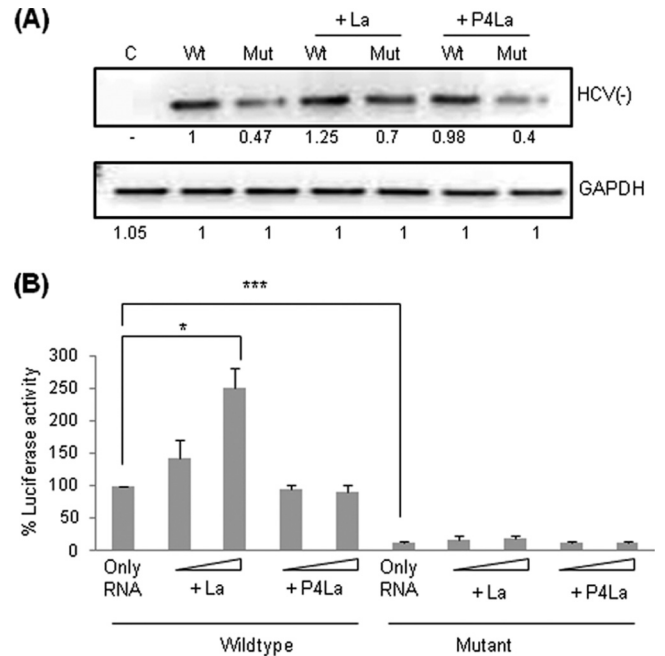 (A)
+ La + P4La
C Wt Mut Wt Mut Wt Mut
HCV(-)
- 1 0.47 1.25 0.7 0.98 0.4
GAPDH
1.05 1 1 1 1 1 1
(B)
***
*
% Luciferase activity
300
250
200
150
100
50
0
Only RNA + La + P4La Only RNA + La + P4La
Wildtype Mutant